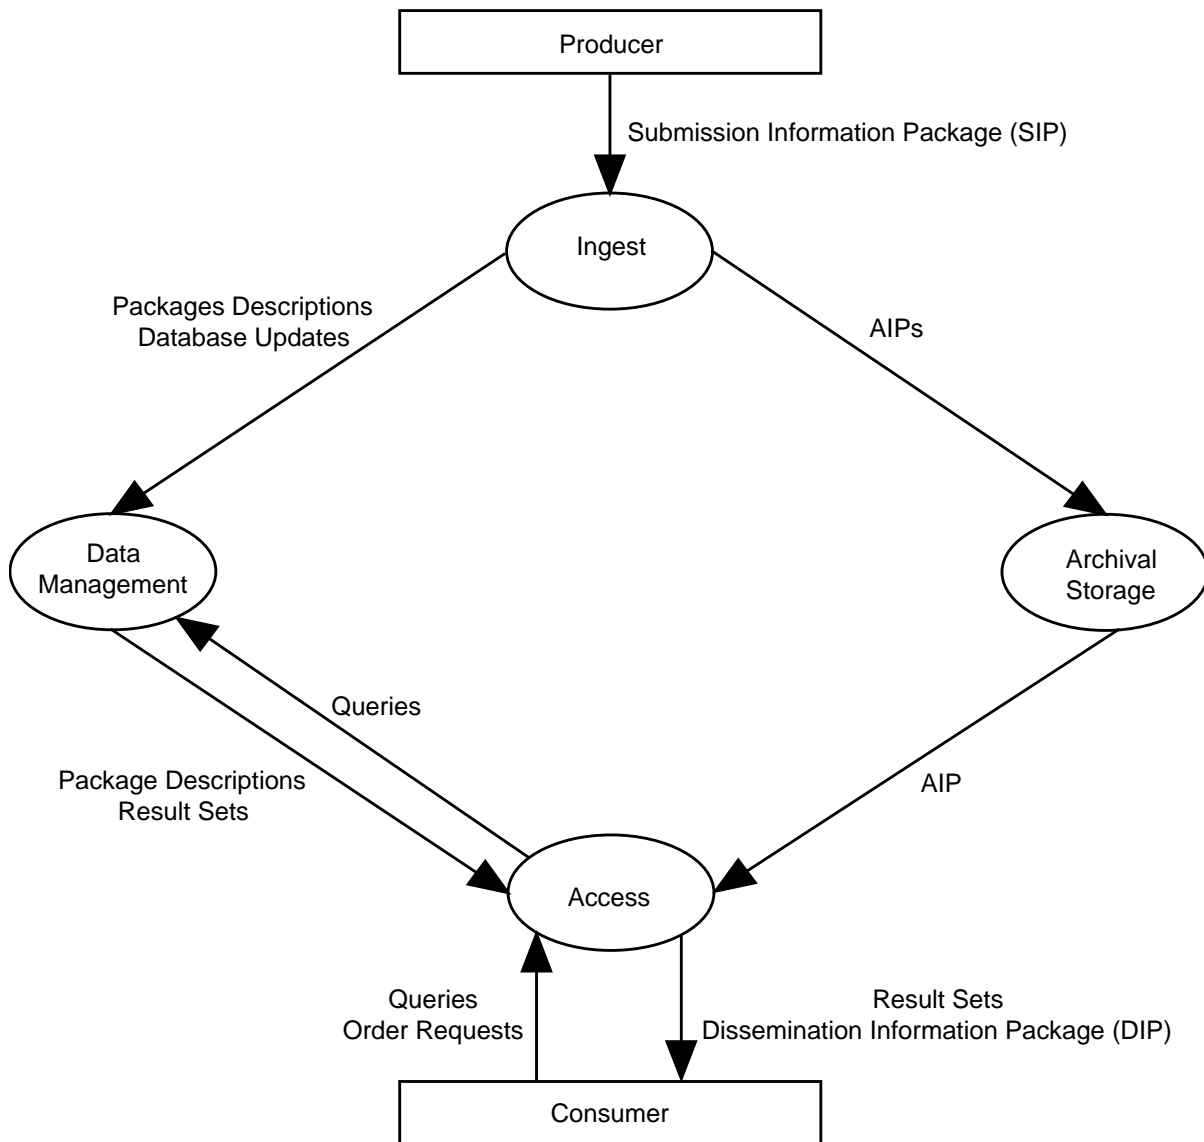 Producer
Submission Information Package (SIP)
Ingest
Packages Descriptions
Database Updates
AIPs
Data
Management
Archival
Storage
Queries
Package Descriptions
Result Sets
AIP
Access
Queries
Order Requests
Result Sets
Dissemination Information Package (DIP)
Consumer